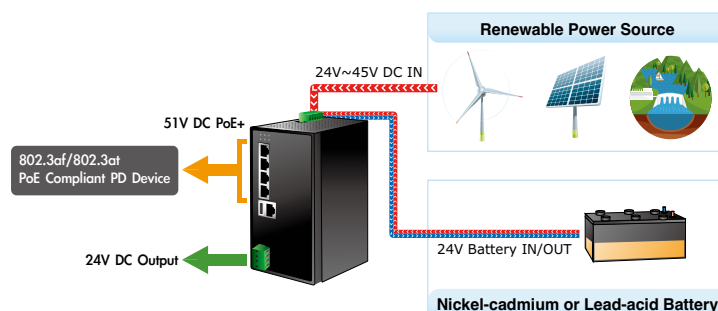 Renewable Power Source
24V~45V DC IN
51V DC PoE+
802.3af/802.3at
PoE Compliant PD Device
24V Battery IN/OUT
24V DC Output
Nickel-cadmium or Lead-acid Battery